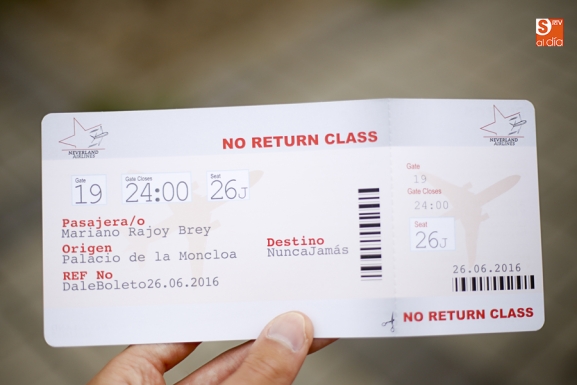 S rtv
al día
NEVERLAND
AIRLINES
NO RETURN CLASS
Gate
19
Gate Closes
24:00
Seat
26J
Pasajera/o
Mariano Rajoy Brey
Origen
Palacio de la Moncloa
Destino
NuncaJamás
REF No
DaleBoleto26.06.2016
NEVERLAND
AIRLINES
Gate
19
Gate Closes
24:00
Seat
26J
26.06.2016
NO RETURN CLASS